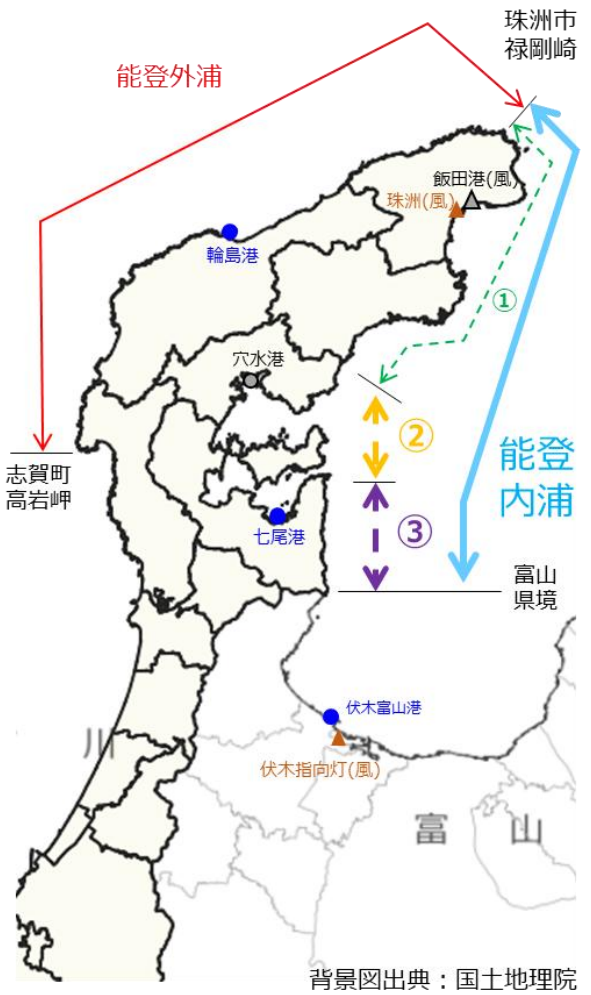 珠洲市
禄剛崎
能登外浦
飯田港(風)
珠洲(風)
輪島港
①
穴水港
②
能登
内浦
志賀町
高岩岬
③
七尾港
富山
県境
伏木富山港
川
伏木指向灯(風)
富山
背景図出典：国土地理院